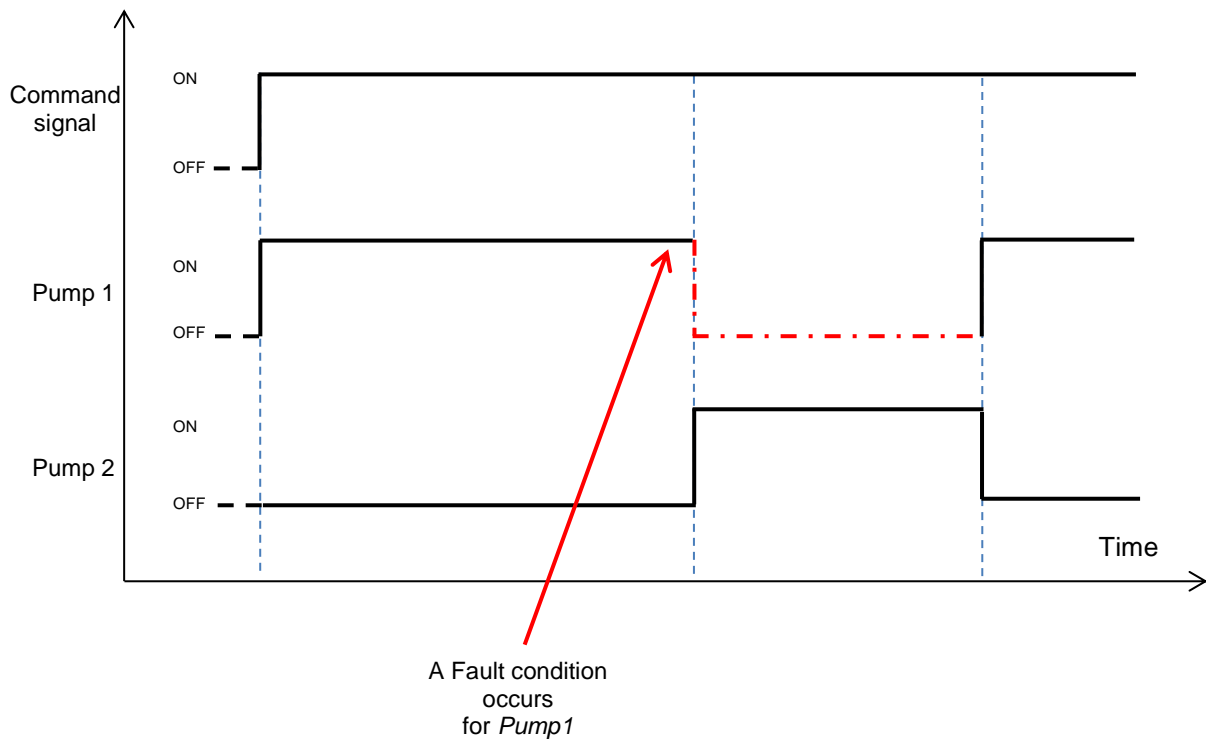 ON
Command
signal
OFF
ON
Pump 1
OFF
ON
Pump 2
OFF
Time
A Fault condition
occurs
for Pump1